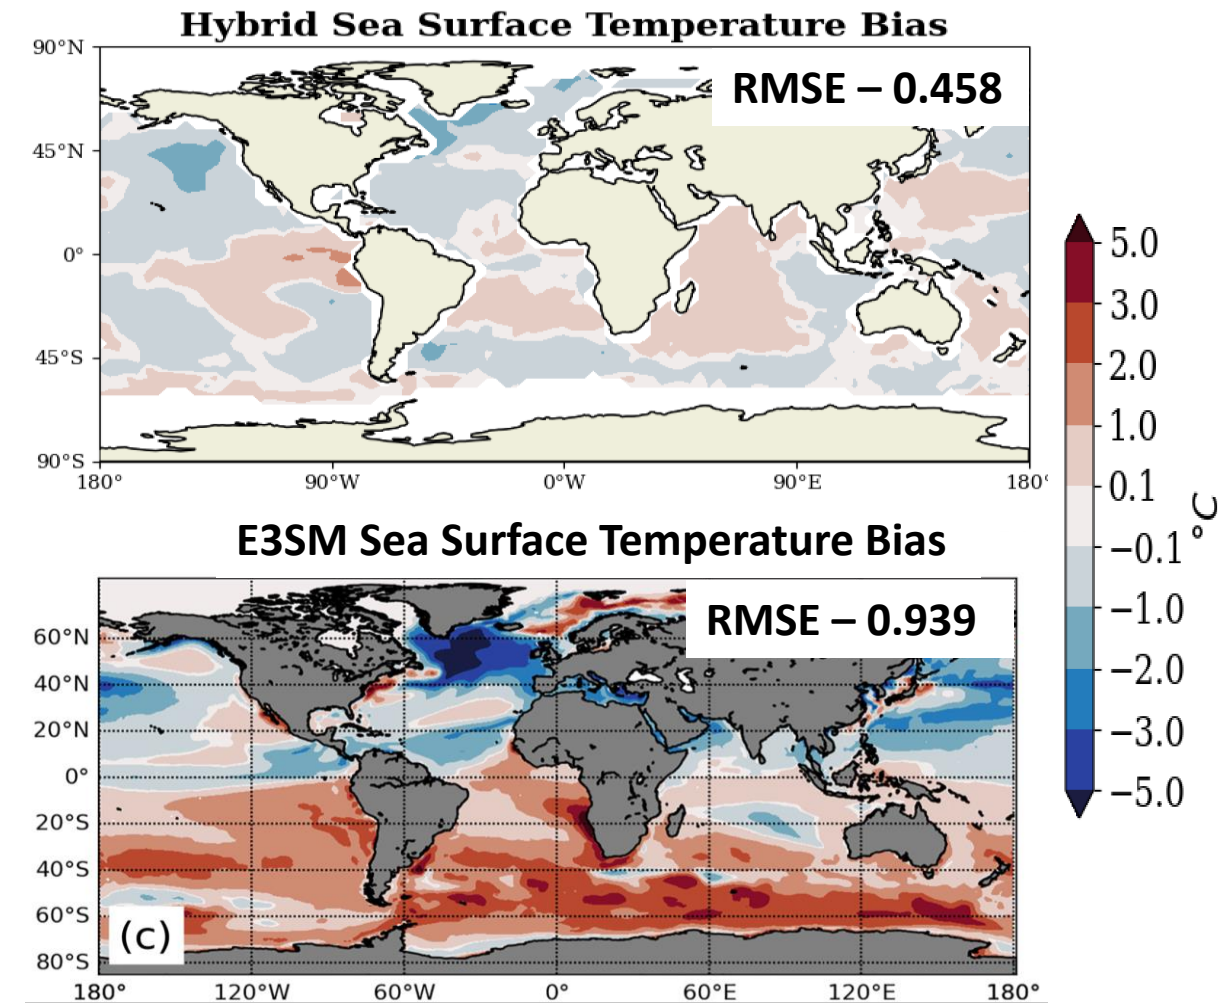 Hybrid Sea Surface Temperature Bias
90°N
RMSE – 0.458
45°N
0°
45°S
90°S
180° 90°W 0°W 90°E 180°
5.0
3.0
2.0
1.0
0.1
−0.1
−1.0
−2.0
−3.0
−5.0
°C
E3SM Sea Surface Temperature Bias
RMSE – 0.939
60°N
40°N
20°N
0°
20°S
40°S
60°S
(c)
80°S
180° 120°W 60°W 0° 60°E 120°E 180°